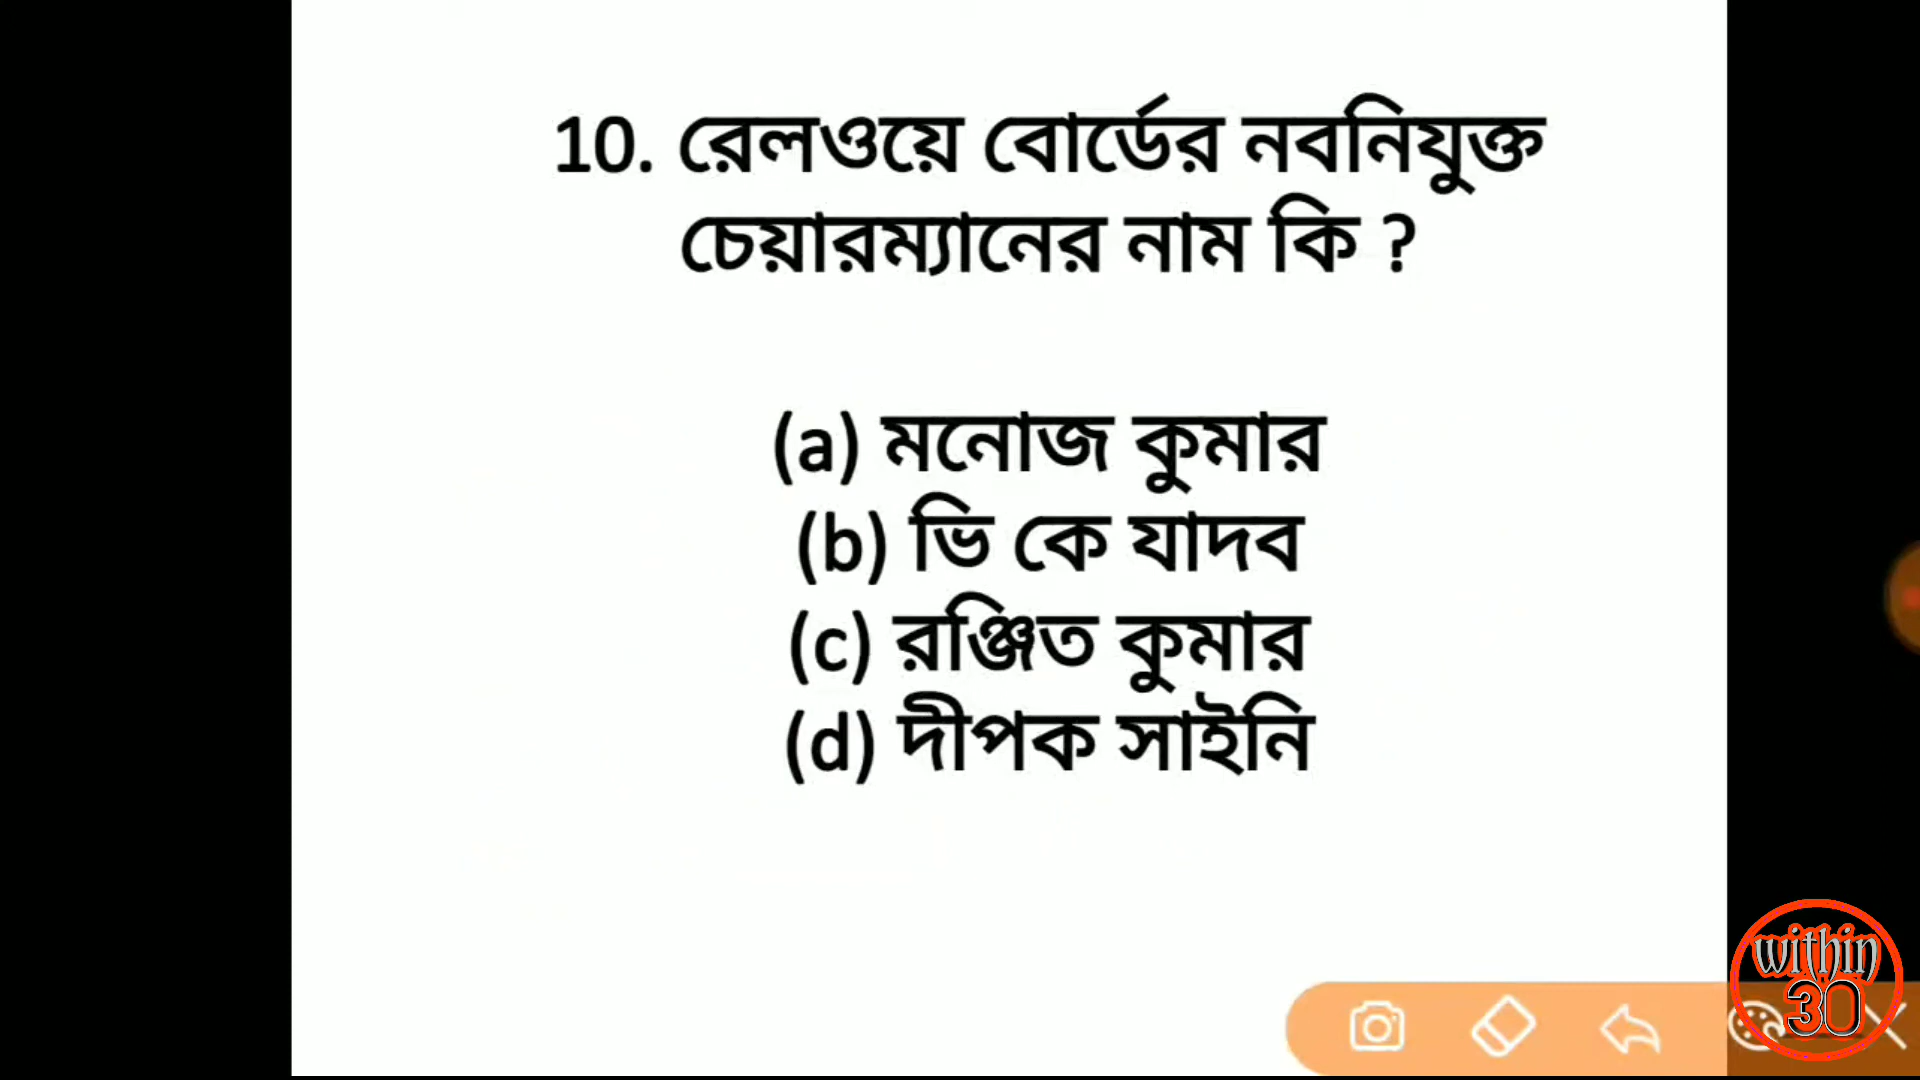 10. রেলওয়ে বোর্ডের নবনিযুক্ত
চেয়ারম্যানের নাম কি ?
(a) মনোজ কুমার
(b) ভি কে যাদব
(c) রঞ্জিত কুমার
(d) দীপক সাইনি
within
30